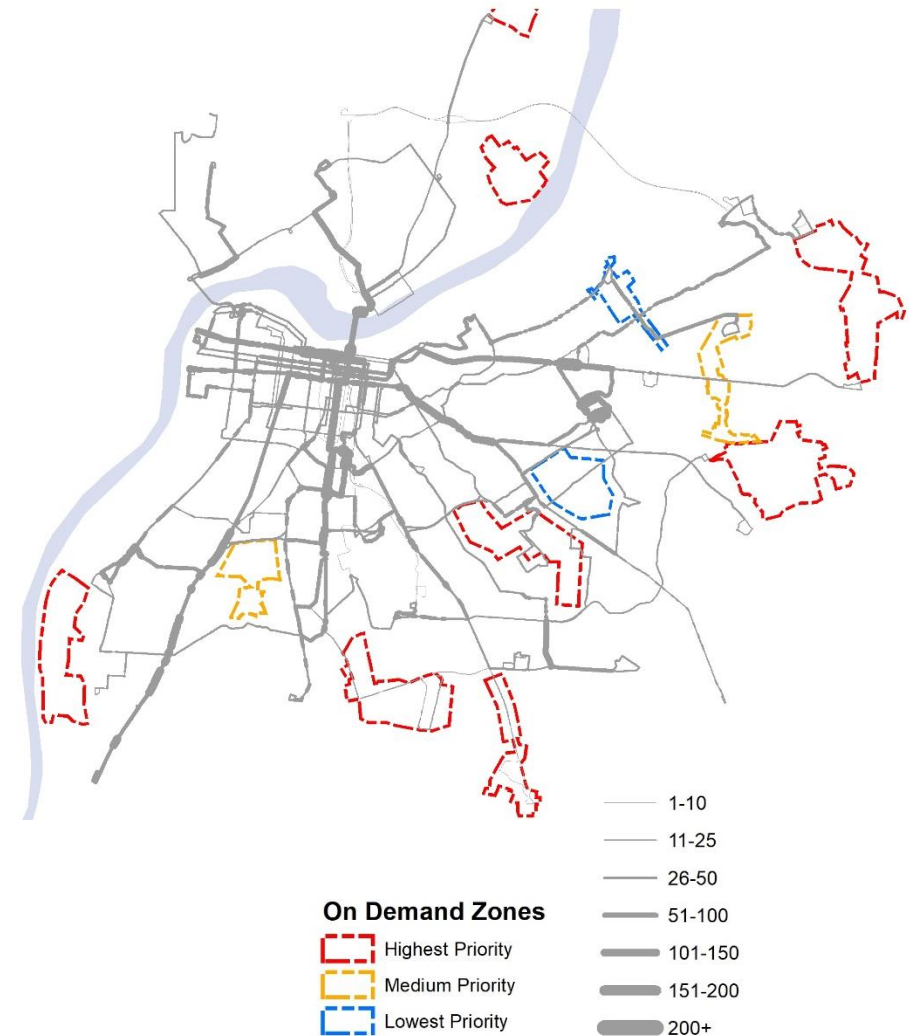 On Demand Zones
Highest Priority
Medium Priority
Lowest Priority
1-10
11-25
26-50
51-100
101-150
151-200
200+